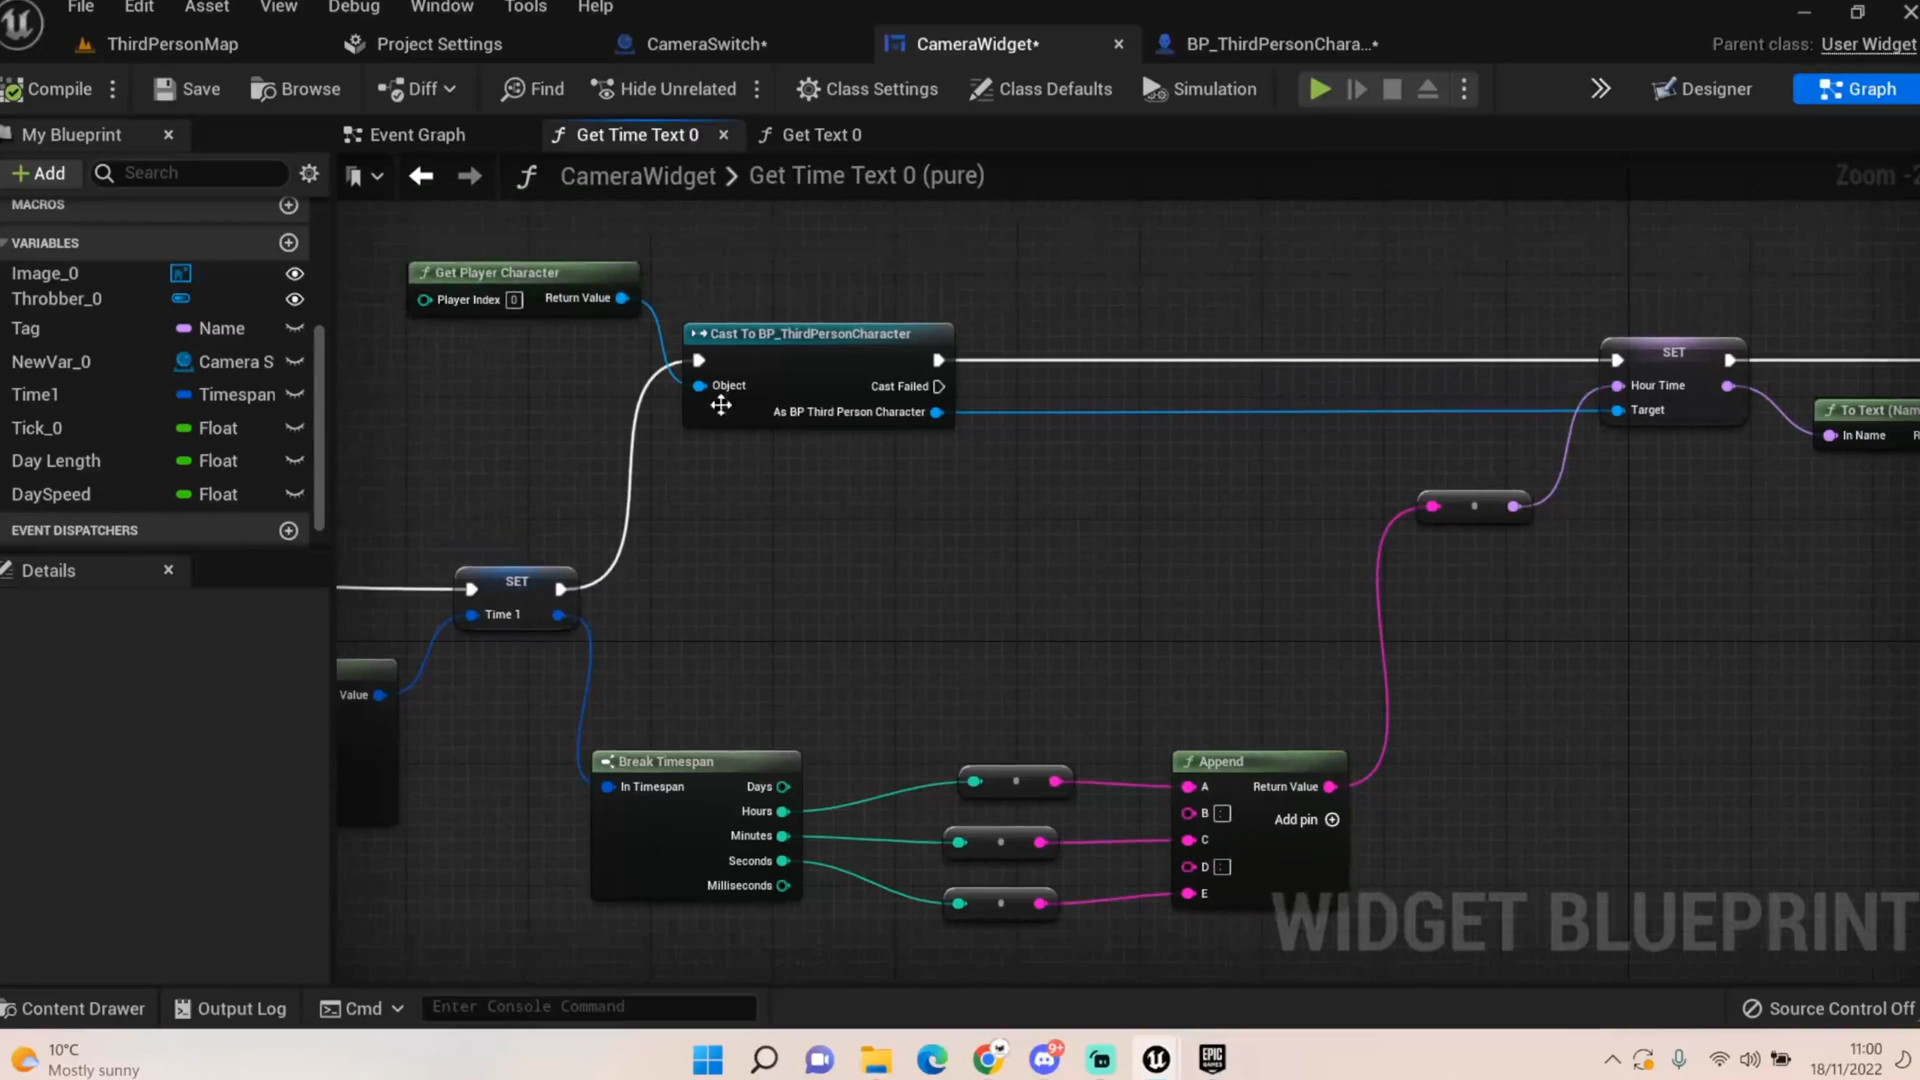 File Edit Asset View Debug Window Tools Help
ThirdPersonMap Project Settings CameraSwitch* CameraWidget* BP_ThirdPersonChara...* Parent class: User Widget
Compile Save Browse Diff Find Hide Unrelated Class Settings Class Defaults Simulation Designer Graph
My Blueprint Event Graph Get Time Text 0 Get Text 0
Add Search CameraWidget > Get Time Text 0 (pure) Zoom -2
MACROS
VARIABLES
Image_0
Throbber_0
Tag Name
NewVar_0 Camera S
Time1 Timespan
Tick_0 Float
Day Length Float
DaySpeed Float
EVENT DISPATCHERS
Details
Get Player Character
Player Index 0 Return Value
Cast To BP_ThirdPersonCharacter
Object Cast Failed
As BP Third Person Character
SET
Hour Time
Target
To Text (Nam
In Name R
SET
Time 1
Value
Break Timespan
In Timespan Days
Hours
Minutes
Seconds
Milliseconds
Append
A Return Value
B : Add pin
C
D :
E
WIDGET BLUEPRINT
Content Drawer Output Log Cmd Enter Console Command Source Control Off
10°C
Mostly sunny
9+
EPIC
GAMES
11:00
18/11/2022